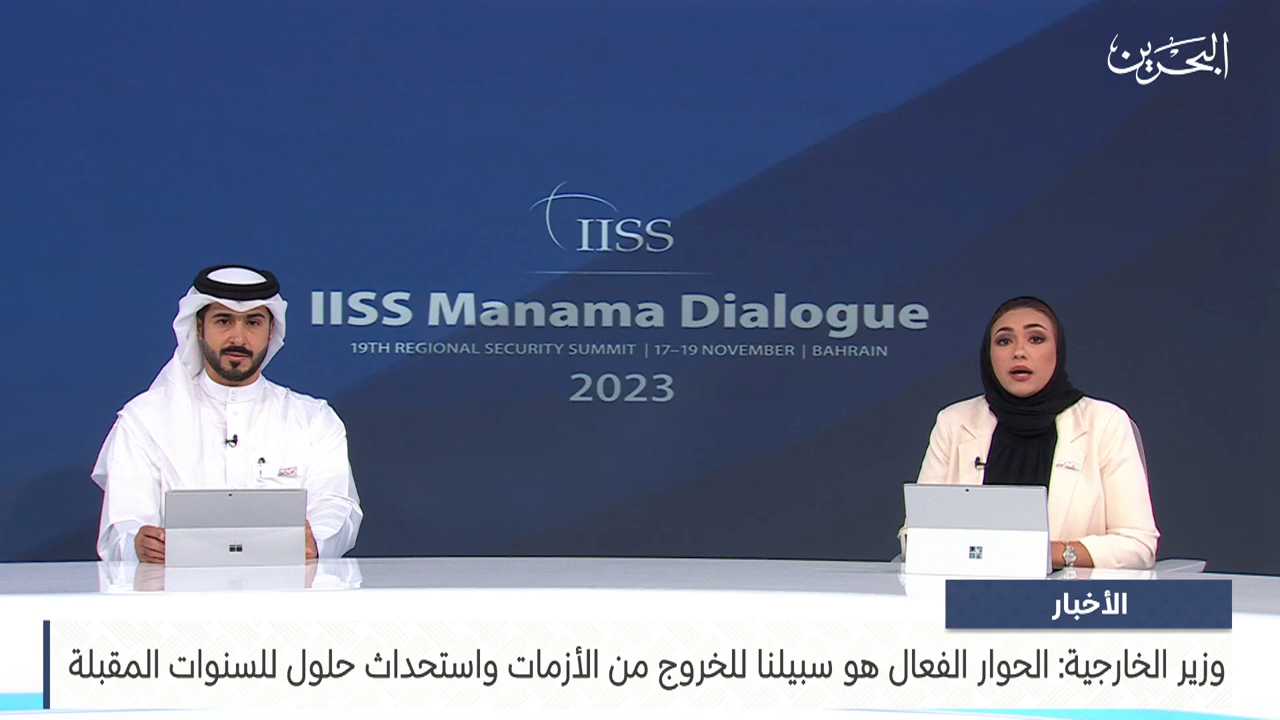 البحرين
IISS
IISS Manama Dialogue
19TH REGIONAL SECURITY SUMMIT | 17-19 NOVEMBER | BAHRAIN
2023
الأخبار
وزير الخارجية: الحوار الفعال هو سبيلنا للخروج من الأزمات واستحداث حلول للسنوات المقبلة